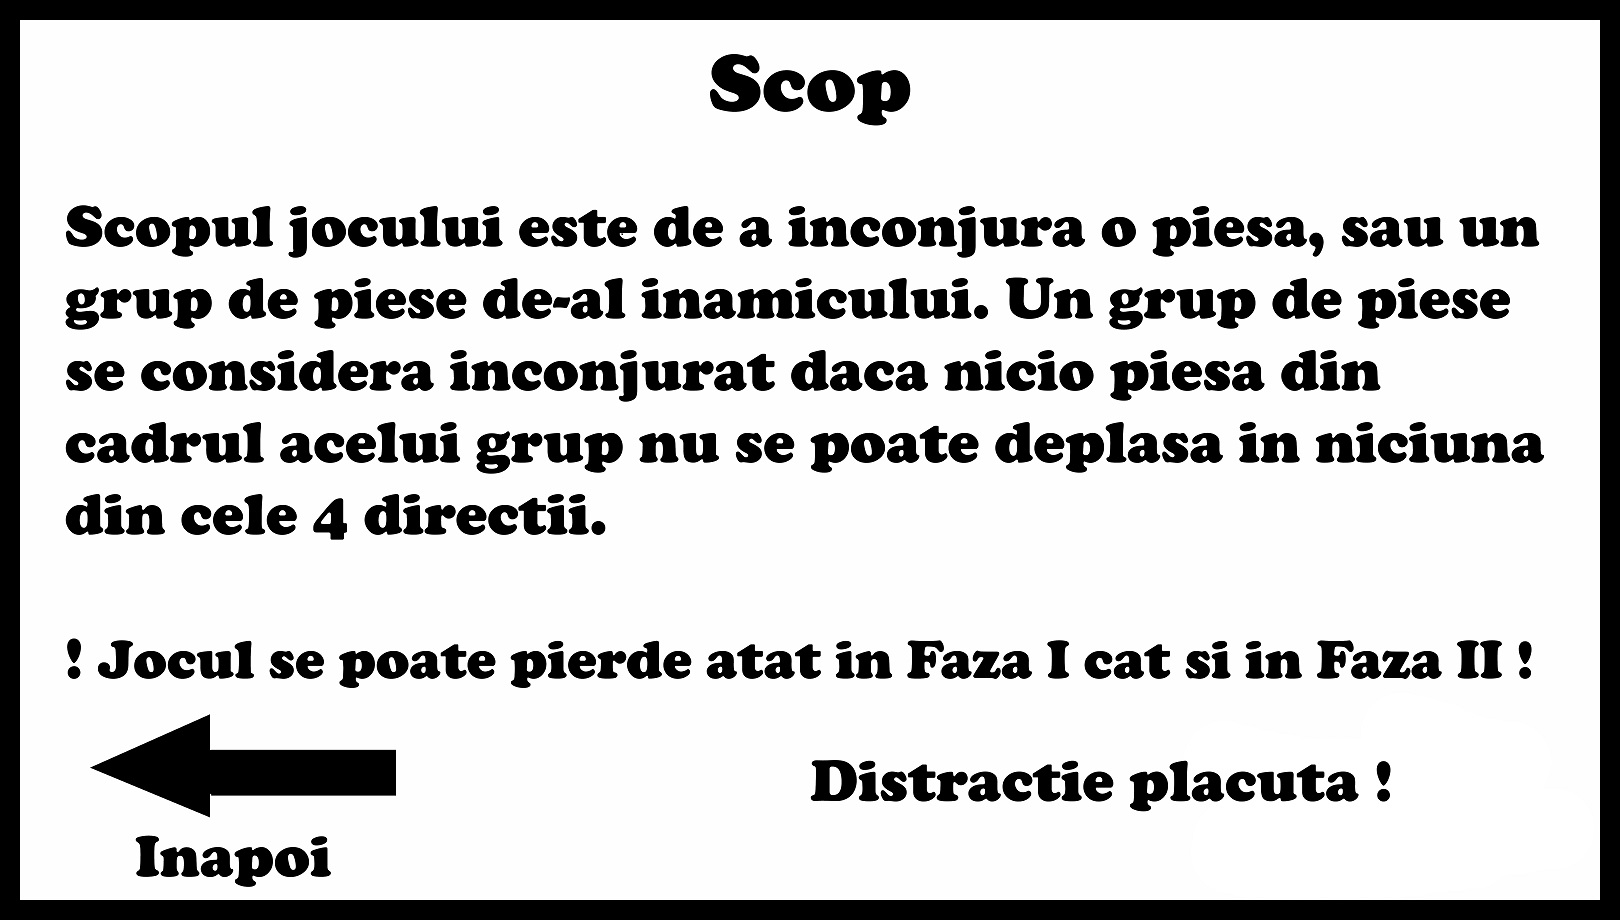 Scop
Scopul jocului este de a inconjura o piesa, sau un
grup de piese de-al inamicului. Un grup de piese
se considera inconjurat daca nicio piesa din
cadrul acelui grup nu se poate deplasa in niciuna
din cele 4 directii.
! Jocul se poate pierde atat in Faza I cat si in Faza II !
Distractie placuta !
Inapoi